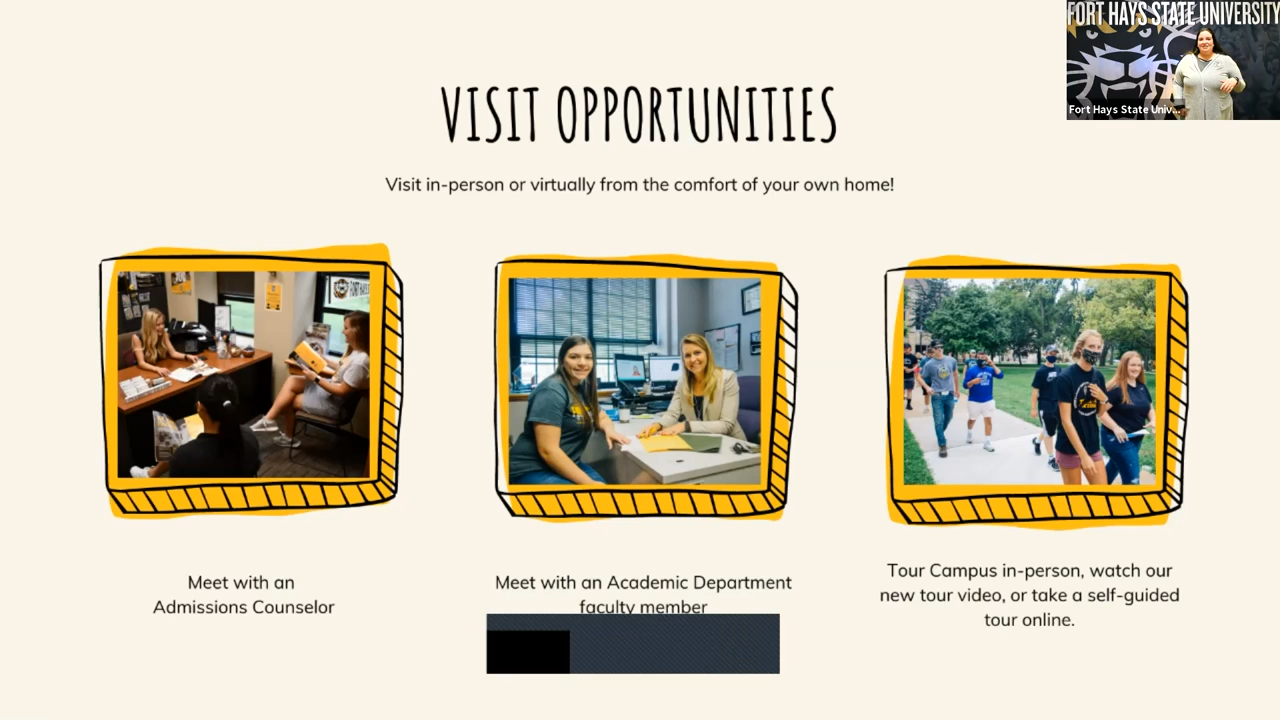 FORT HAYS STATE UNIVERSITY
Fort Hays State Univ...
VISIT OPPORTUNITIES
Visit in-person or virtually from the comfort of your own home!
FORT HAYS
Meet with an
Admissions Counselor
Meet with an Academic Department
faculty member
Tour Campus in-person, watch our
new tour video, or take a self-guided
tour online.